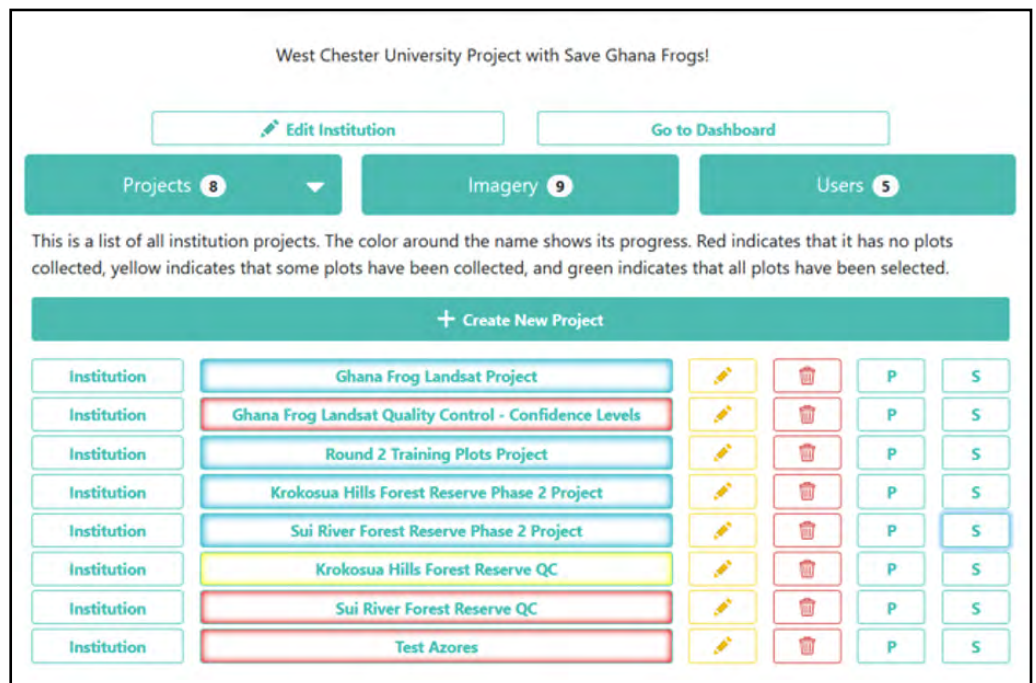 West Chester University Project with Save Ghana Frogs!
Edit Institution Go to Dashboard
Projects 8 Imagery 9 Users 5
This is a list of all institution projects. The color around the name shows its progress. Red indicates that it has no plots
collected, yellow indicates that some plots have been collected, and green indicates that all plots have been selected.
+ Create New Project
Institution Ghana Frog Landsat Project P S
Institution Ghana Frog Landsat Quality Control - Confidence Levels P S
Institution Round 2 Training Plots Project P S
Institution Krokosua Hills Forest Reserve Phase 2 Project P S
Institution Sui River Forest Reserve Phase 2 Project P S
Institution Krokosua Hills Forest Reserve QC P S
Institution Sui River Forest Reserve QC P S
Institution Test Azores P S